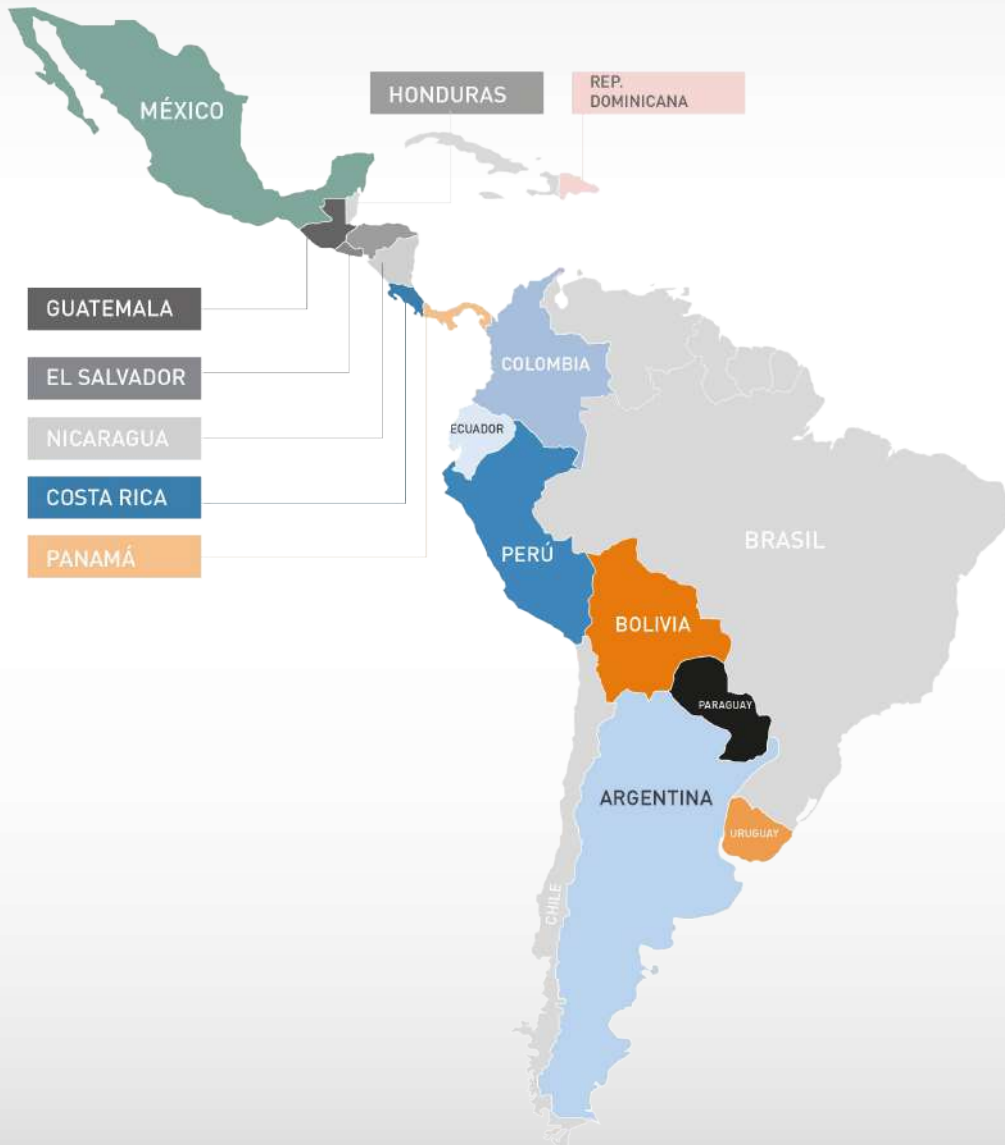 MÉXICO
HONDURAS
REP.
DOMINICANA
GUATEMALA
EL SALVADOR
NICARAGUA
COSTA RICA
PANAMÁ
COLOMBIA
ECUADOR
PERÚ
BRASIL
BOLIVIA
PARAGUAY
ARGENTINA
URUGUAY
CHILE